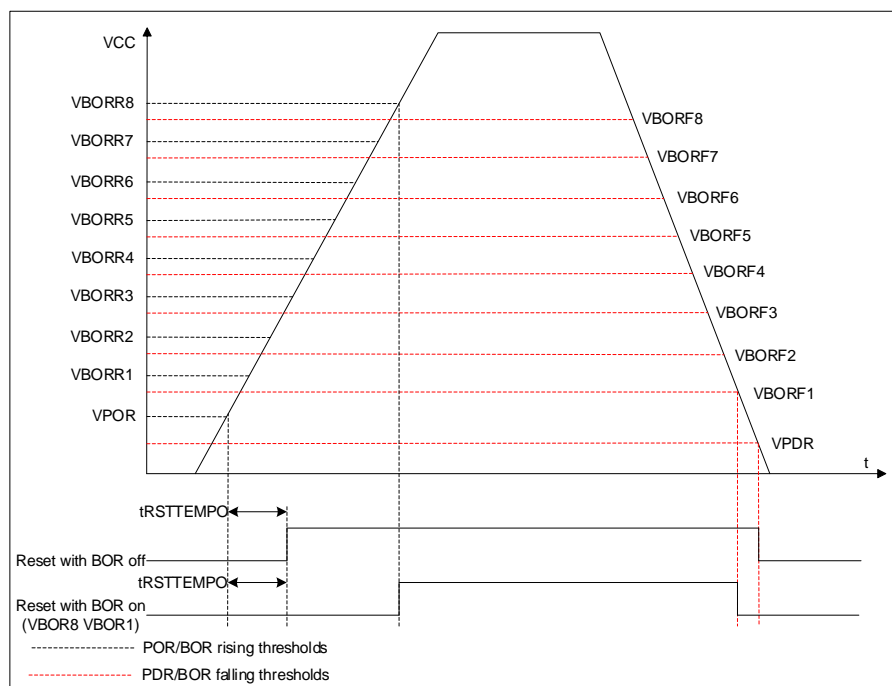 VCC
VBORR8
VBORF8
VBORR7
VBORF7
VBORR6
VBORF6
VBORR5
VBORF5
VBORR4
VBORF4
VBORR3
VBORF3
VBORR2
VBORF2
VBORR1
VBORF1
VPOR
VPDR
t
tRSTTEMPO
Reset with BOR off
tRSTTEMPO
Reset with BOR on
(VBOR8 VBOR1)
POR/BOR rising thresholds
PDR/BOR falling thresholds